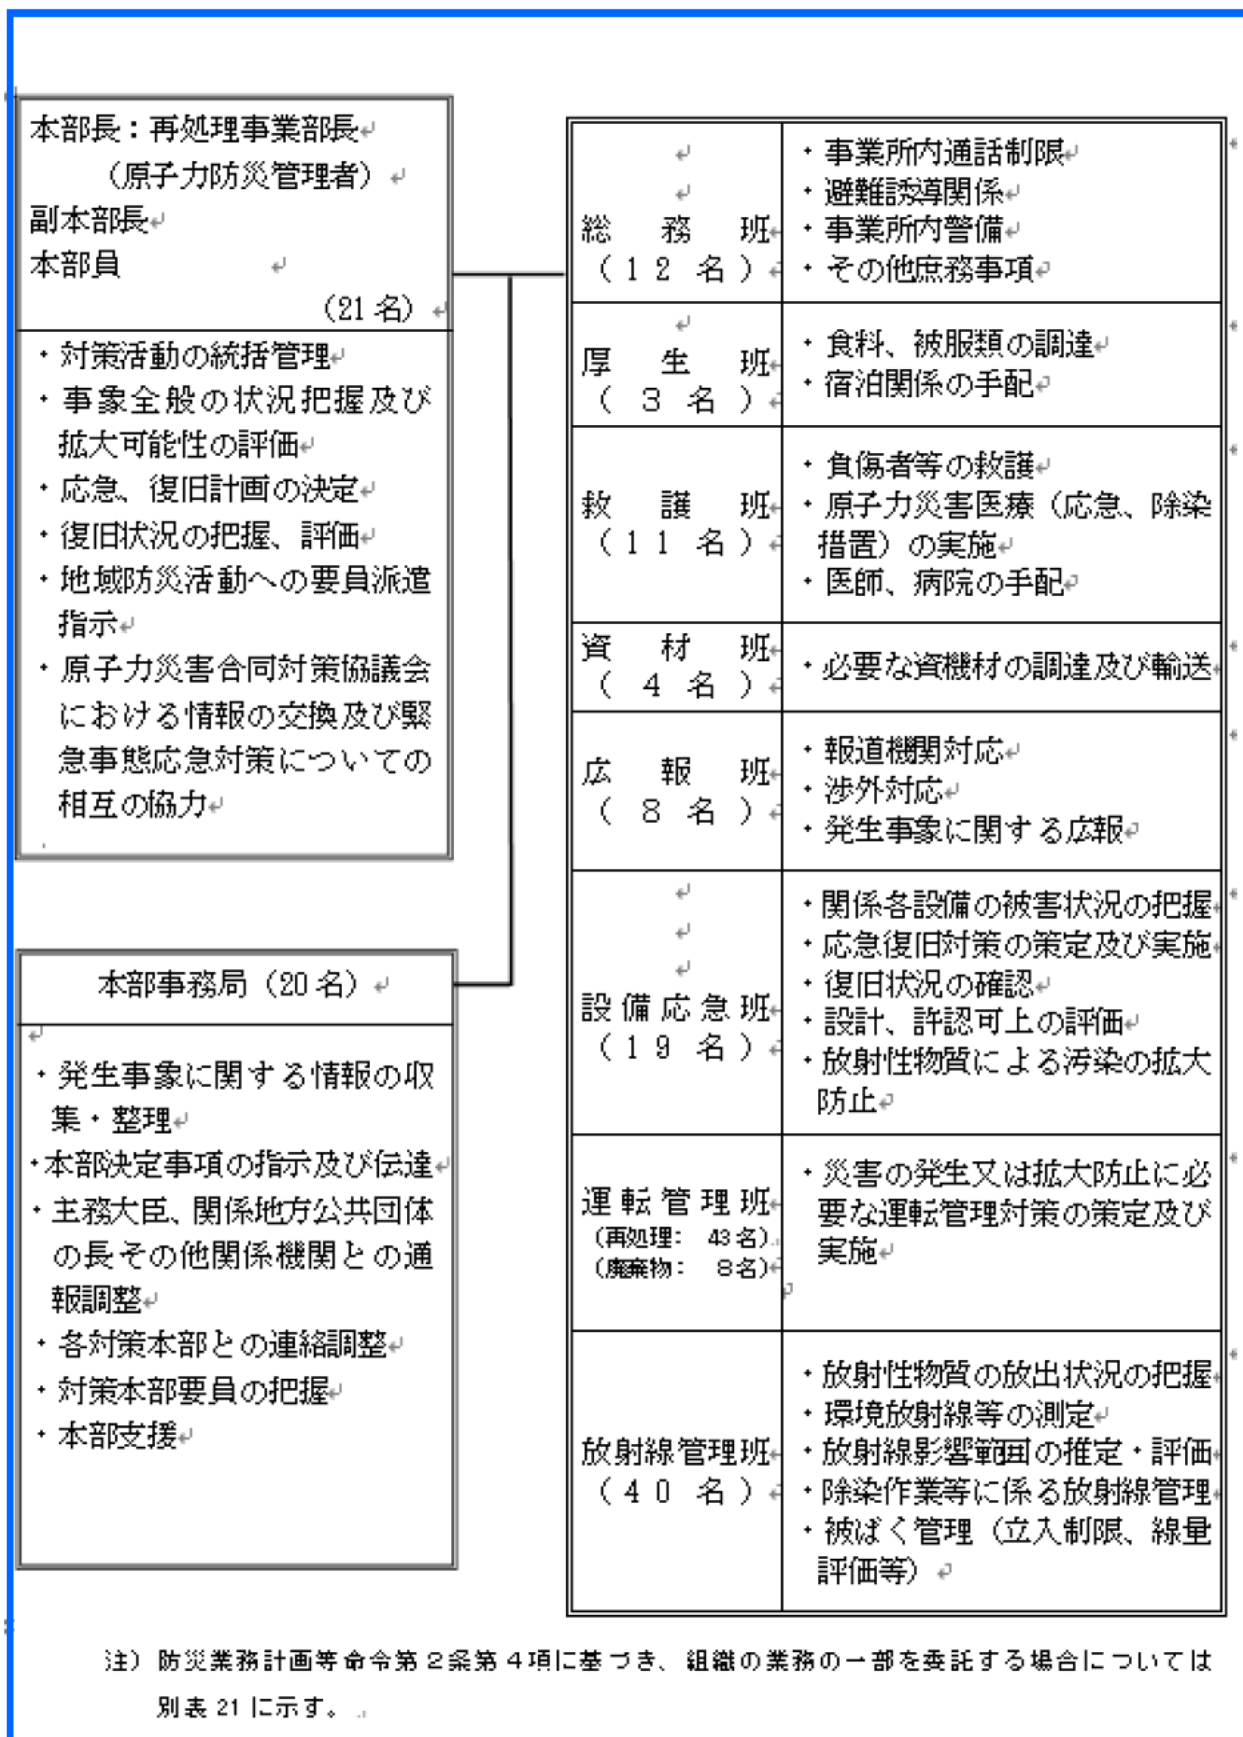 本部長：再処理事業部長
（原子力防災管理者）
副本部長
本部員
（21名）
・対策活動の統括管理
・事象全般の状況把握及び
拡大可能性の評価
・応急、復旧計画の決定
・復旧状況の把握、評価
・地域防災活動への要員派遣
指示
・原子力災害合同対策協議会
における情報の交換及び緊
急事態応急対策についての
相互の協力
本部事務局（20名）
・発生事象に関する情報の収
集・整理
・本部決定事項の指示及び伝達
・主務大臣、関係地方公共団体
の長その他関係機関との通
報調整
・各対策本部との連絡調整
・対策本部要員の把握
・本部支援
総務班
（12名）
・事業所内通話制限
・避難誘導関係
・事業所内警備
・その他庶務事項
厚生班
（3名）
・食料、被服類の調達
・宿泊関係の手配
救護班
（11名）
・負傷者等の救護
・原子力災害医療（応急、除染
措置）の実施
・医師、病院の手配
資材班
（4名）
・必要な資機材の調達及び輸送
広報班
（8名）
・報道機関対応
・渉外対応
・発生事象に関する広報
設備応急班
（19名）
・関係各設備の被害状況の把握
・応急復旧対策の策定及び実施
・復旧状況の確認
・設計、許認可上の評価
・放射性物質による汚染の拡大
防止
運転管理班
（再処理： 43名）
（廃棄物： 8名）
・災害の発生又は拡大防止に必
要な運転管理対策の策定及び
実施
放射線管理班
（40名）
・放射性物質の放出状況の把握
・環境放射線等の測定
・放射線影響範囲の推定・評価
・除染作業等に係る放射線管理
・被ばく管理（立入制限、線量
評価等）
注）防災業務計画等命令第2条第4項に基づき、組織の業務の一部を委託する場合については
別表21に示す。